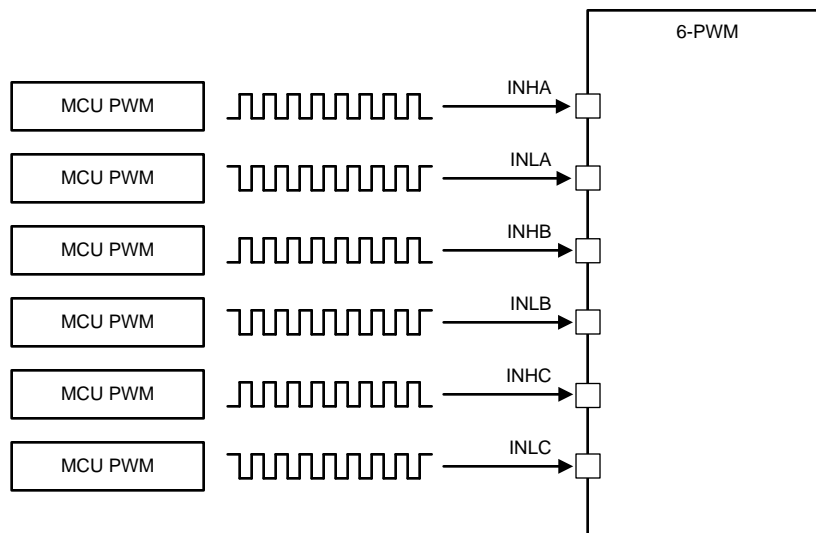 6-PWM
MCU PWM
INHA
MCU PWM
INLA
MCU PWM
INHB
MCU PWM
INLB
MCU PWM
INHC
MCU PWM
INLC